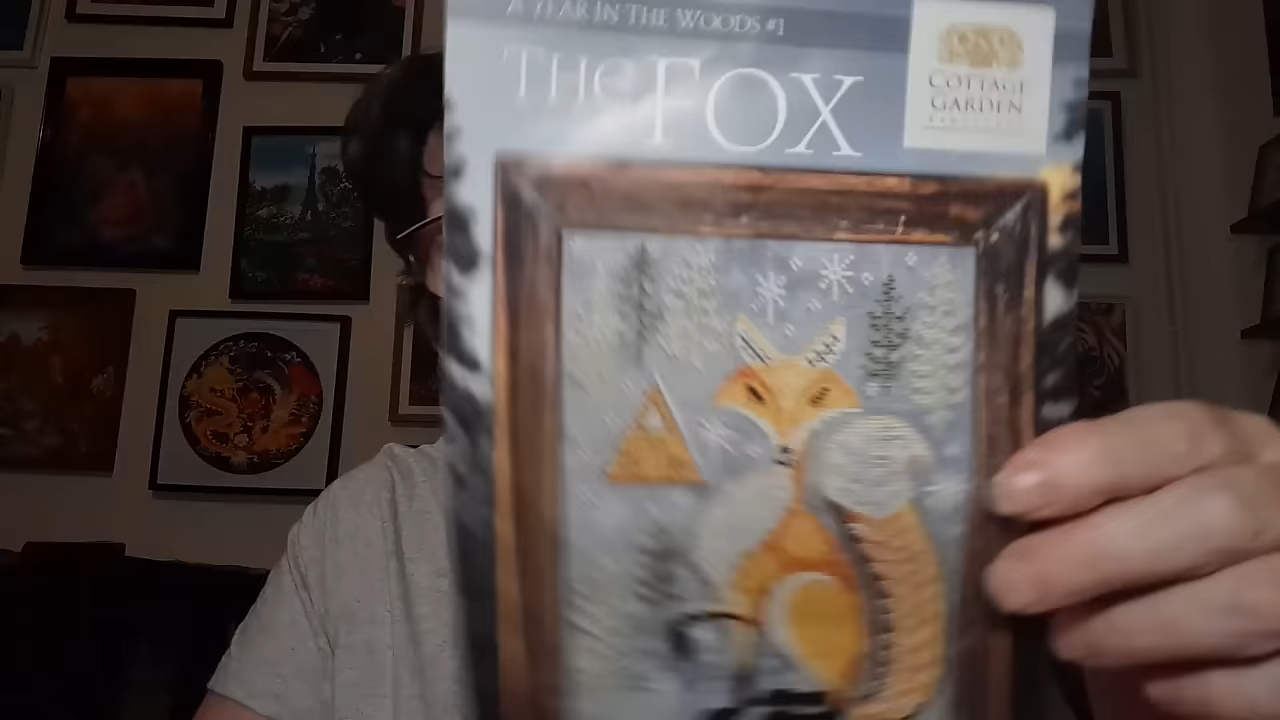 A YEAR IN THE WOODS #1
THE FOX
COTTAGE
GARDEN